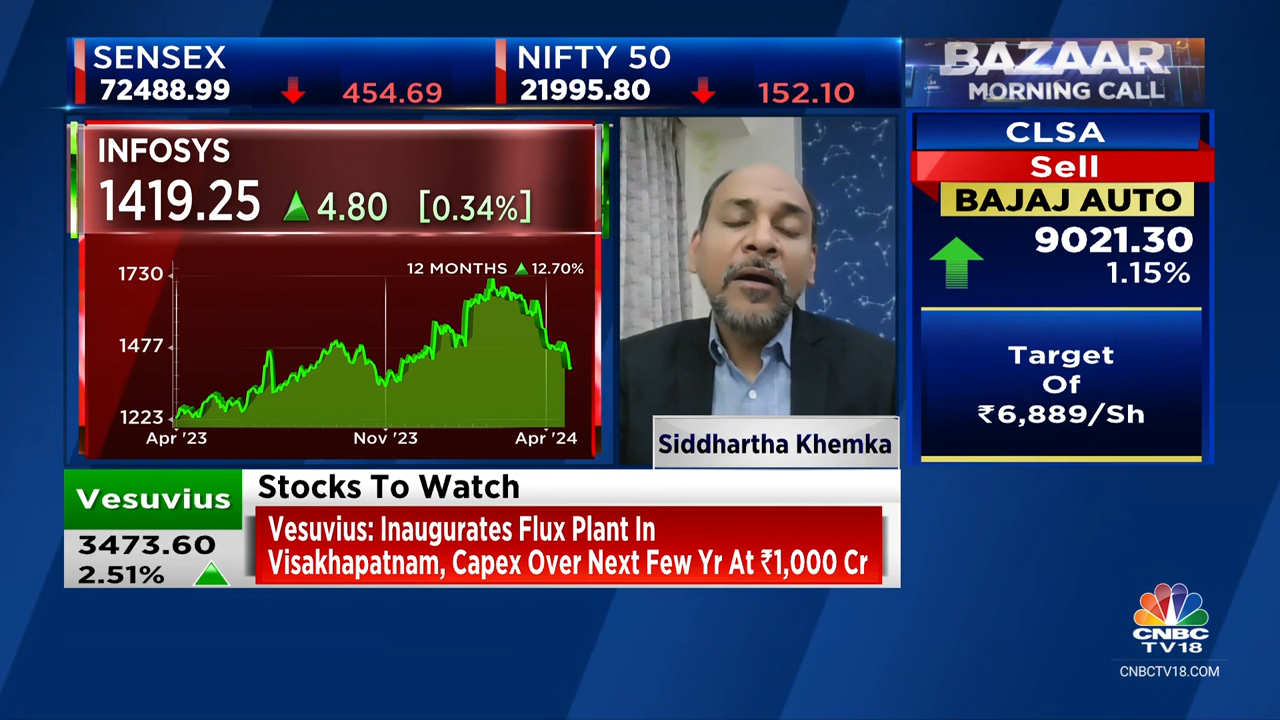 SENSEX
72488.99 454.69
NIFTY 50
21995.80 152.10
BAZAAR
MORNING CALL
INFOSYS
1419.25 4.80 [0.34%]
12 MONTHS 12.70%
1730
1477
1223
Apr '23 Nov '23 Apr '24
Siddhartha Khemka
CLSA
Sell
BAJAJ AUTO
9021.30
1.15%
Target
Of
₹6,889/Sh
Vesuvius
3473.60
2.51%
Stocks To Watch
Vesuvius: Inaugurates Flux Plant In
Visakhapatnam, Capex Over Next Few Yr At ₹1,000 Cr
CNBC
TV18
CNBCTV18.COM